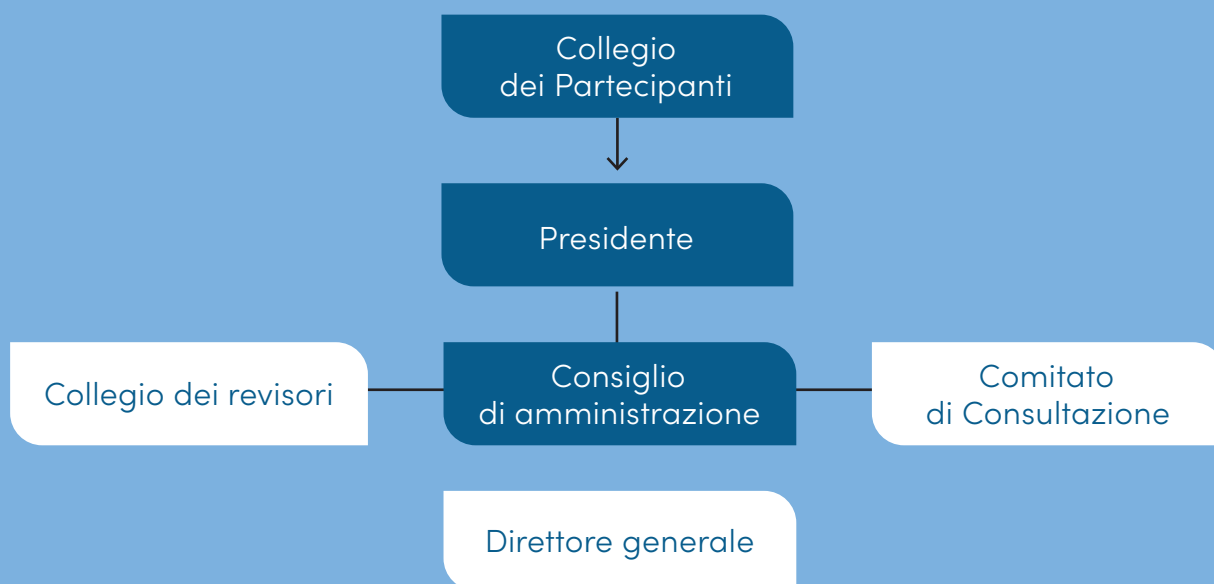 Collegio
dei Partecipanti
Presidente
Collegio dei revisori
Consiglio
di amministrazione
Comitato
di Consultazione
Direttore generale